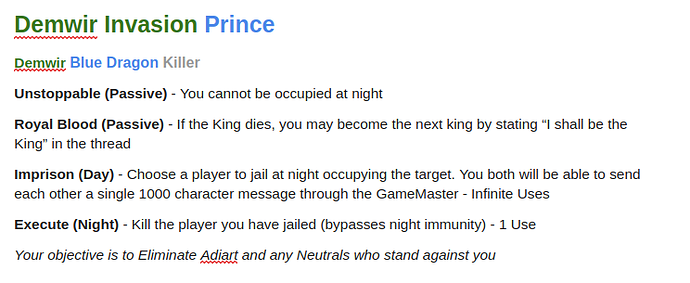 Demwir Invasion Prince
Demwir Blue Dragon Killer
Unstoppable (Passive) - You cannot be occupied at night
Royal Blood (Passive) - If the King dies, you may become the next king by stating “I shall be the
King” in the thread
Imprison (Day) - Choose a player to jail at night occupying the target. You both will be able to send
each other a single 1000 character message through the GameMaster - Infinite Uses
Execute (Night) - Kill the player you have jailed (bypasses night immunity) - 1 Use
Your objective is to Eliminate Adiart and any Neutrals who stand against you